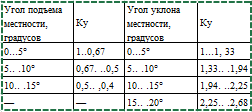 Угол подъема местности, градусов | Ку | Угол уклона местности, градусов | Ку
0...5° | 1..0,67 | 0...5° | 1...1, 33
5.. .10° | 0,67. . .0,5 | 5.. .10° | 1,33.. .1,94
10.. .15° | 0,5.. ,0,4 | 10.. .15° | 1,94...2,25
— | — | 15.. .20° | 2,25.. .2,65